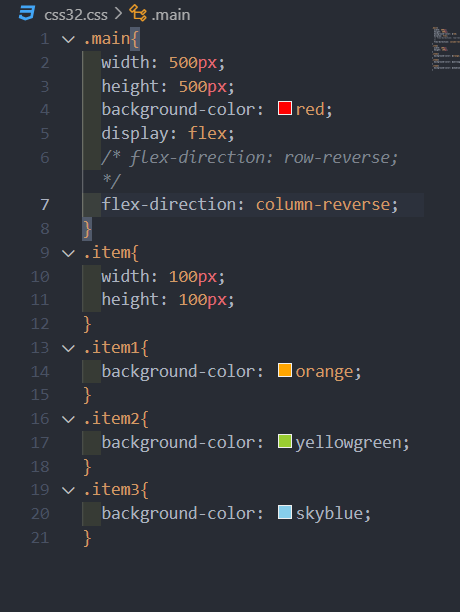 css32.css > .main
1 .main{
2 width: 500px;
3 height: 500px;
4 background-color: red;
5 display: flex;
6 /* flex-direction: row-reverse;
*/
7 flex-direction: column-reverse;
8 }
9 .item{
10 width: 100px;
11 height: 100px;
12 }
13 .item1{
14 background-color: orange;
15 }
16 .item2{
17 background-color: yellowgreen;
18 }
19 .item3{
20 background-color: skyblue;
21 }